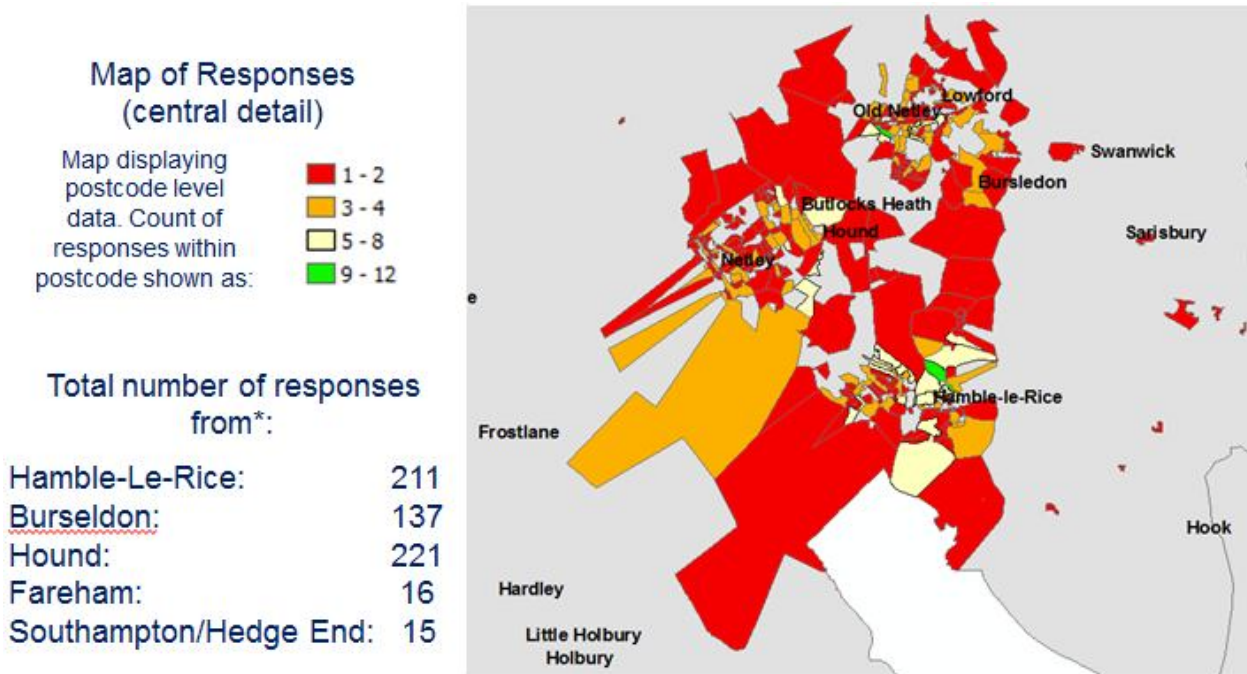 Map of Responses
(central detail)
Map displaying
postcode level
data. Count of
responses within
postcode shown as:
1 - 2
3 - 4
5 - 8
9 - 12
Total number of responses
from*:
Hamble-Le-Rice: 211
Burseldon: 137
Hound: 221
Fareham: 16
Southampton/Hedge End: 15
Lowford
Old Netley
Swanwick
Bursledon
Butlocks Heath
Hound
Sarisbury
Netley
e
Hamble-le-Rice
Frostlane
Hook
Hardley
Little Holbury
Holbury